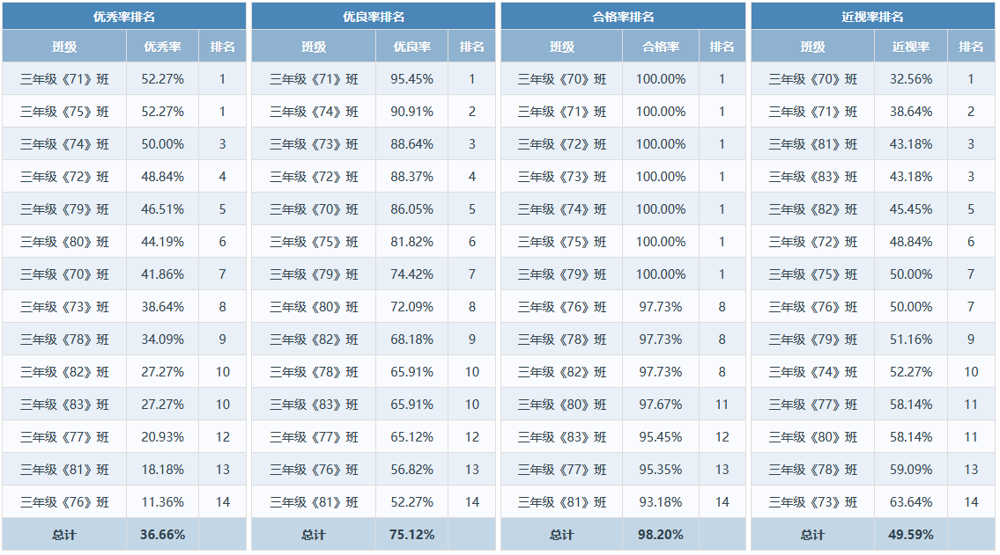 优秀率排名 优良率排名 合格率排名 近视率排名
班级 优秀率 排名 班级 优良率 排名 班级 合格率 排名 班级 近视率 排名
三年级《71》班 52.27% 1 三年级《71》班 95.45% 1 三年级《70》班 100.00% 1 三年级《70》班 32.56% 1
三年级《75》班 52.27% 1 三年级《74》班 90.91% 2 三年级《71》班 100.00% 1 三年级《71》班 38.64% 2
三年级《74》班 50.00% 3 三年级《73》班 88.64% 3 三年级《72》班 100.00% 1 三年级《81》班 43.18% 3
三年级《72》班 48.84% 4 三年级《72》班 88.37% 4 三年级《73》班 100.00% 1 三年级《83》班 43.18% 3
三年级《79》班 46.51% 5 三年级《70》班 86.05% 5 三年级《74》班 100.00% 1 三年级《82》班 45.45% 5
三年级《80》班 44.19% 6 三年级《75》班 81.82% 6 三年级《75》班 100.00% 1 三年级《72》班 48.84% 6
三年级《70》班 41.86% 7 三年级《79》班 74.42% 7 三年级《79》班 100.00% 1 三年级《75》班 50.00% 7
三年级《73》班 38.64% 8 三年级《80》班 72.09% 8 三年级《76》班 97.73% 8 三年级《76》班 50.00% 7
三年级《78》班 34.09% 9 三年级《82》班 68.18% 9 三年级《78》班 97.73% 8 三年级《79》班 51.16% 9
三年级《82》班 27.27% 10 三年级《78》班 65.91% 10 三年级《82》班 97.73% 8 三年级《74》班 52.27% 10
三年级《83》班 27.27% 10 三年级《83》班 65.91% 10 三年级《80》班 97.67% 11 三年级《77》班 58.14% 11
三年级《77》班 20.93% 12 三年级《77》班 65.12% 12 三年级《83》班 95.45% 12 三年级《80》班 58.14% 11
三年级《81》班 18.18% 13 三年级《76》班 56.82% 13 三年级《77》班 95.35% 13 三年级《78》班 59.09% 13
三年级《76》班 11.36% 14 三年级《81》班 52.27% 14 三年级《81》班 93.18% 14 三年级《73》班 63.64% 14
总计 36.66% 总计 75.12% 总计 98.20% 总计 49.59%